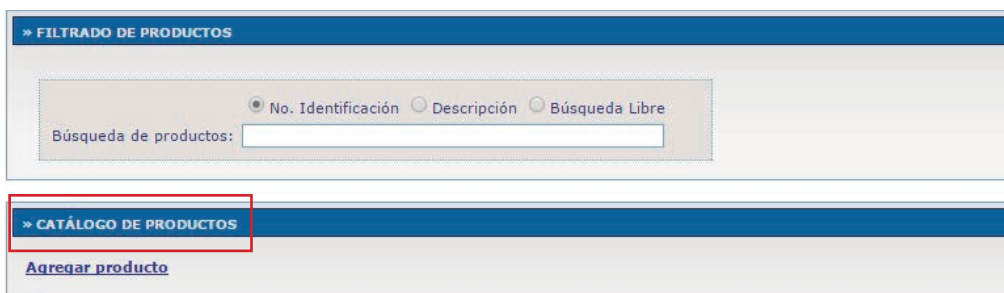 » FILTRADO DE PRODUCTOS
No. Identificación Descripción Búsqueda Libre
Búsqueda de productos:
» CATÁLOGO DE PRODUCTOS
Agregar producto